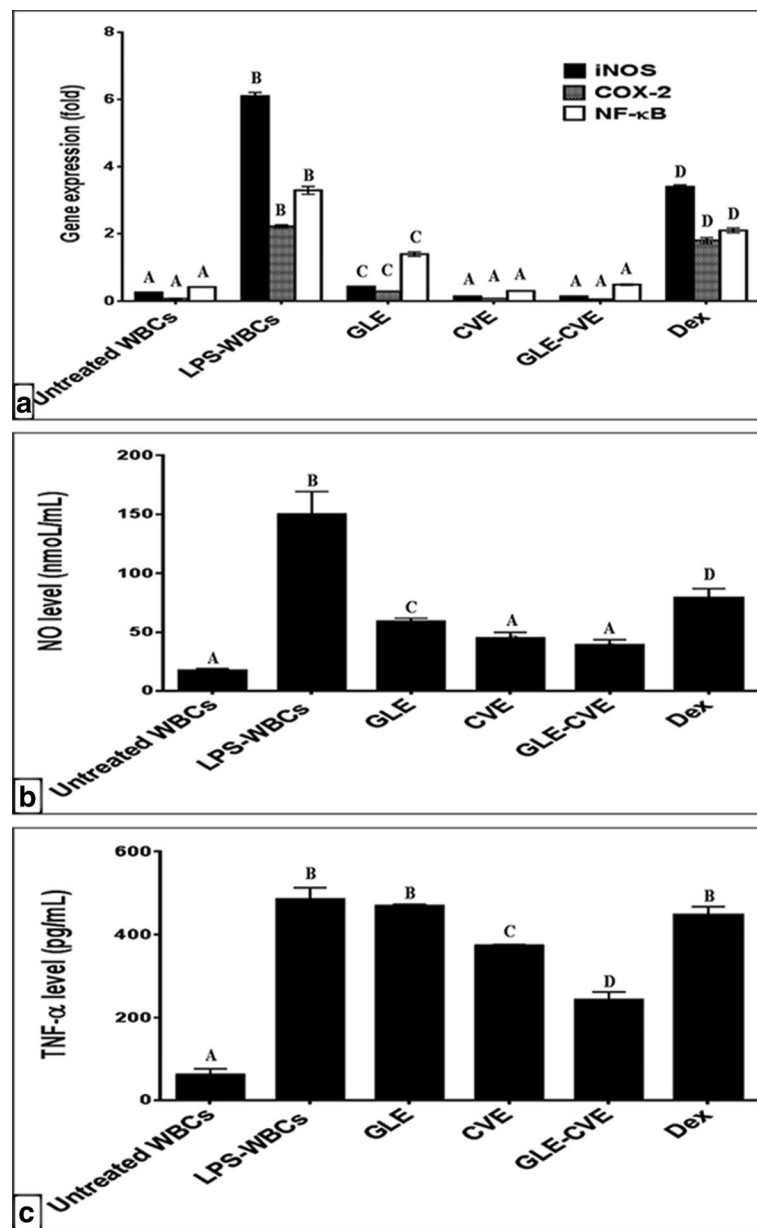 8
6
4
2
0
Gene expression (fold)
iNOS
COX-2
NF-κB
A A A
B B B
C C C
A A A
A A A
D D D
Untreated WBCs
LPS-WBCs
GLE
CVE
GLE-CVE
Dex
a
200
150
100
50
0
NO level (nmoL/mL)
A
B
C
A
A
D
Untreated WBCs
LPS-WBCs
GLE
CVE
GLE-CVE
Dex
b
600
400
200
0
TNF-α level (pg/mL)
A
B
B
C
D
B
Untreated WBCs
LPS-WBCs
GLE
CVE
GLE-CVE
Dex
c